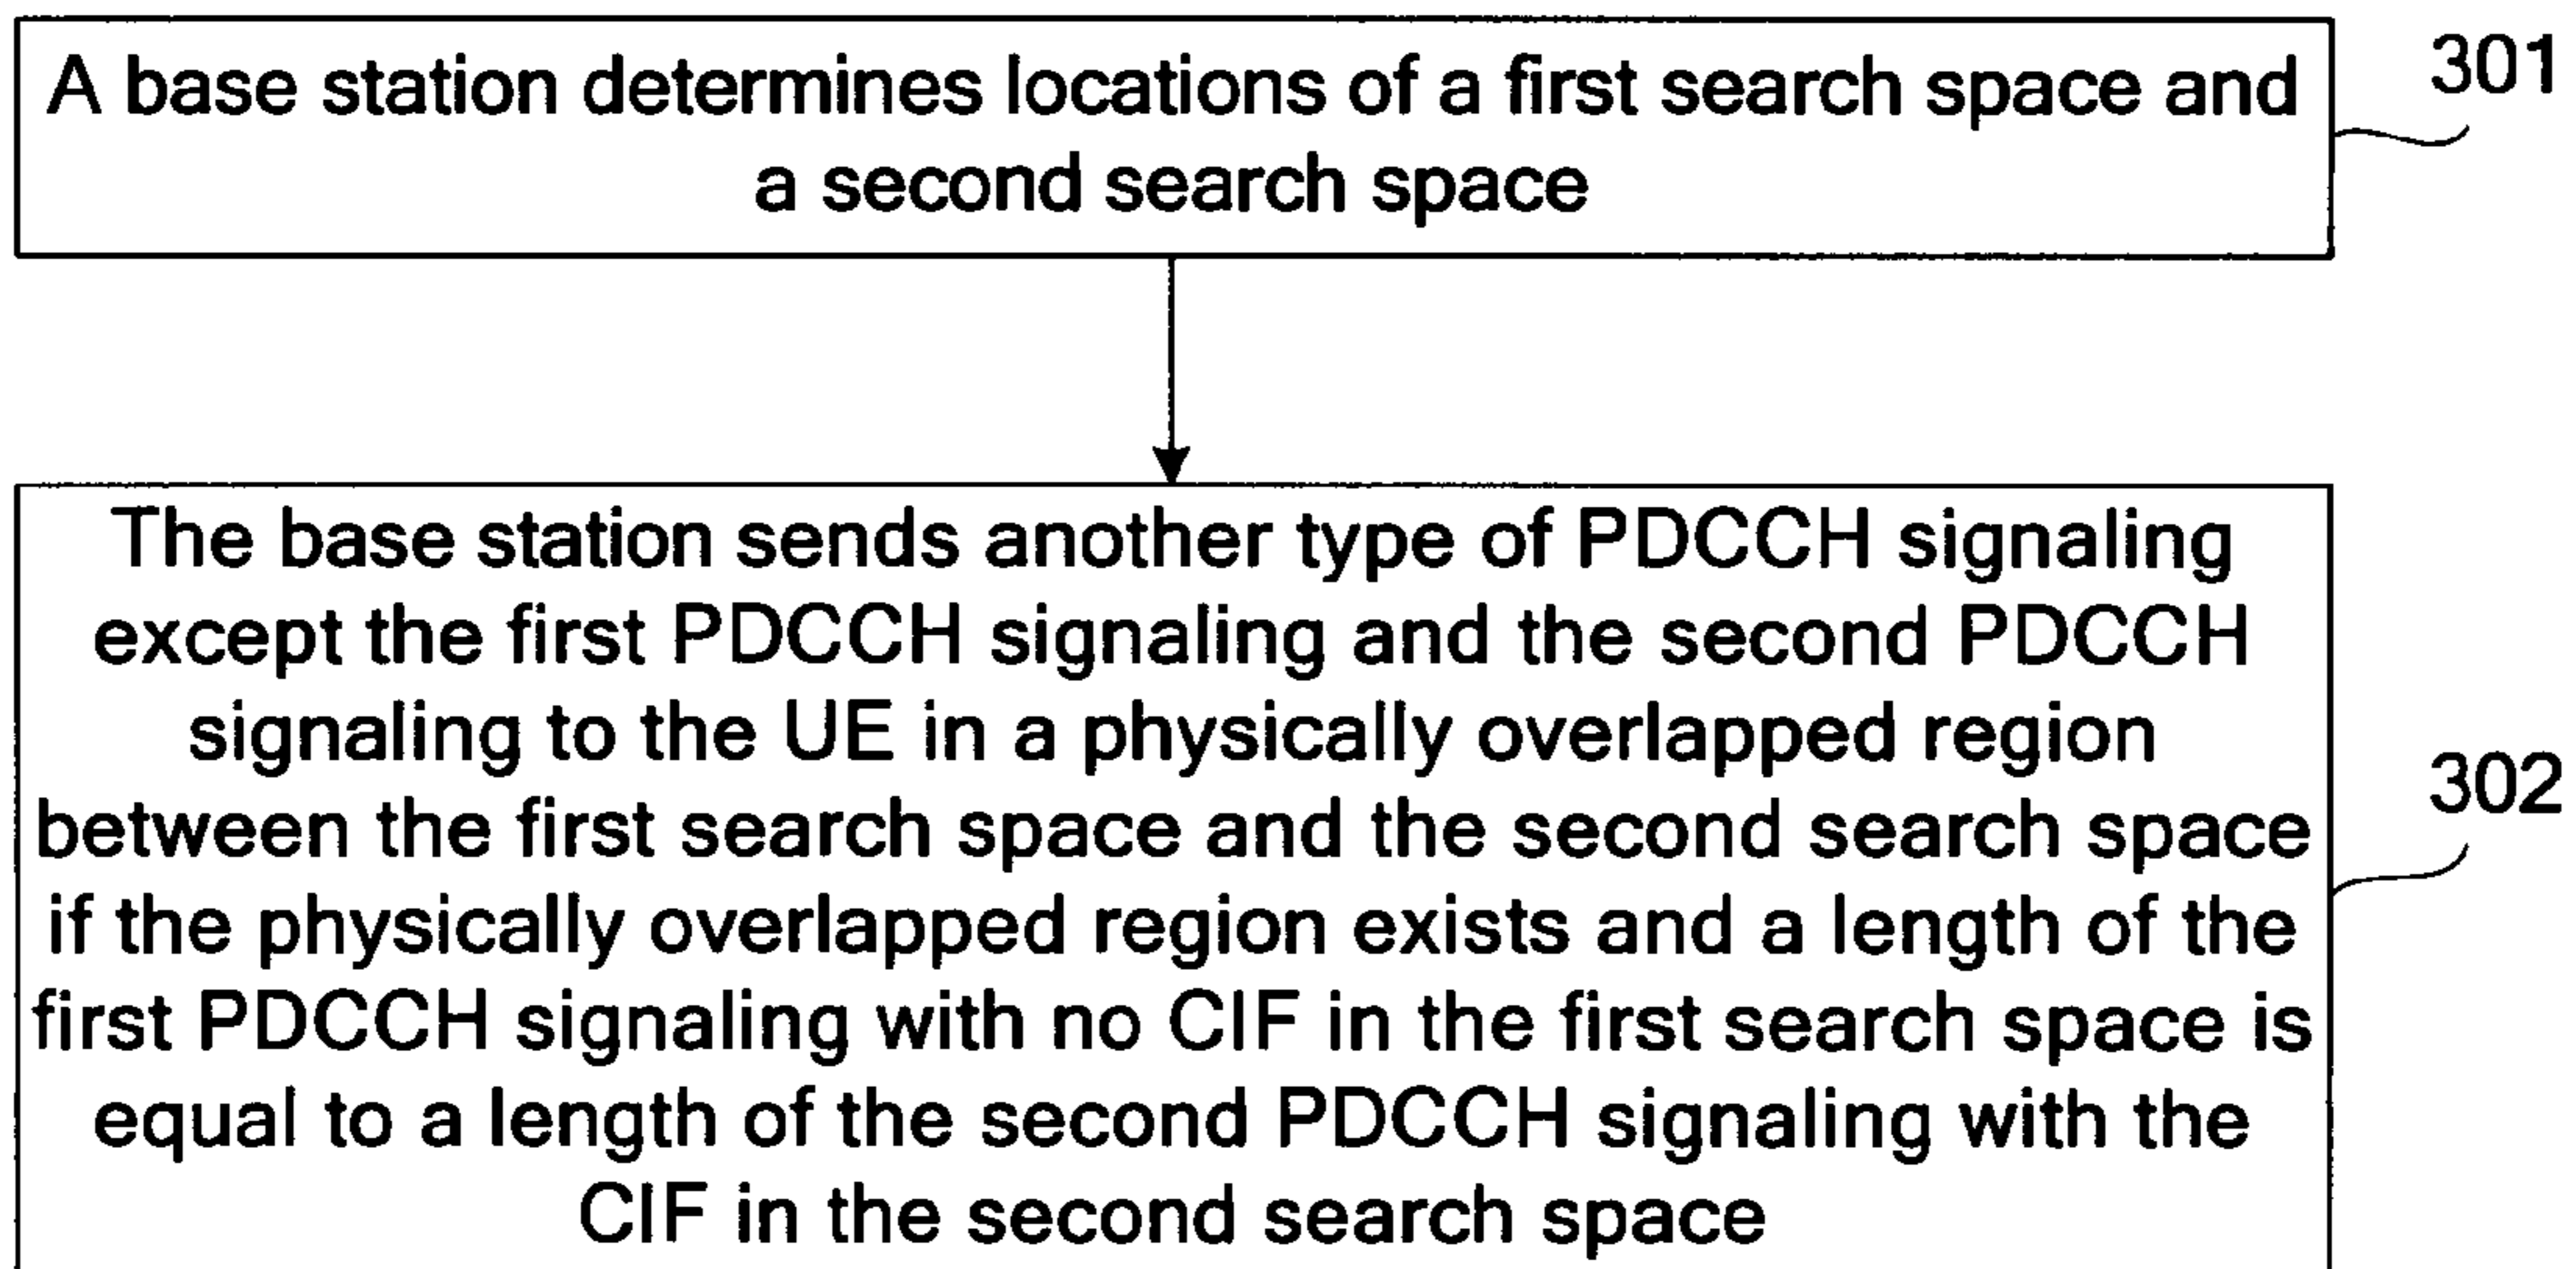 A base station determines locations of a first search space and
a second search space
301
The base station sends another type of PDCCH signaling
except the first PDCCH signaling and the second PDCCH
signaling to the UE in a physically overlapped region
between the first search space and the second search space
if the physically overlapped region exists and a length of the
first PDCCH signaling with no CIF in the first search space is
equal to a length of the second PDCCH signaling with the
CIF in the second search space
302